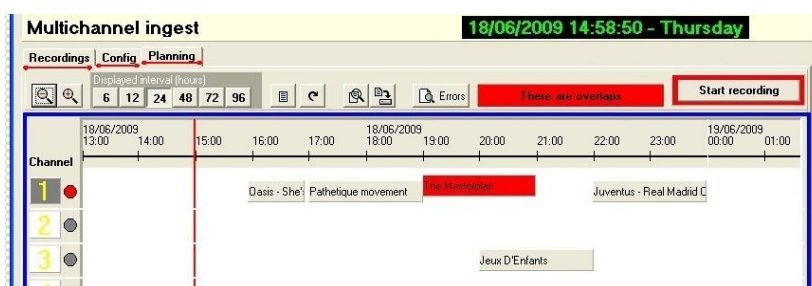 Multichannel ingest
18/06/2009 14:58:50 - Thursday
Recordings Config Planning
Displayed interval (hours)
6 12 24 48 72 96 Errors There are overlaps Start recording
18/06/2009 18/06/2009 19/06/2009
13:00 14:00 15:00 16:00 17:00 18:00 19:00 20:00 21:00 22:00 23:00 00:00 01:00
Channel
1 Oasis - She's Pathetique movement The Masterplan Juventus - Real Madrid C
2
3 Jeux D'Enfants